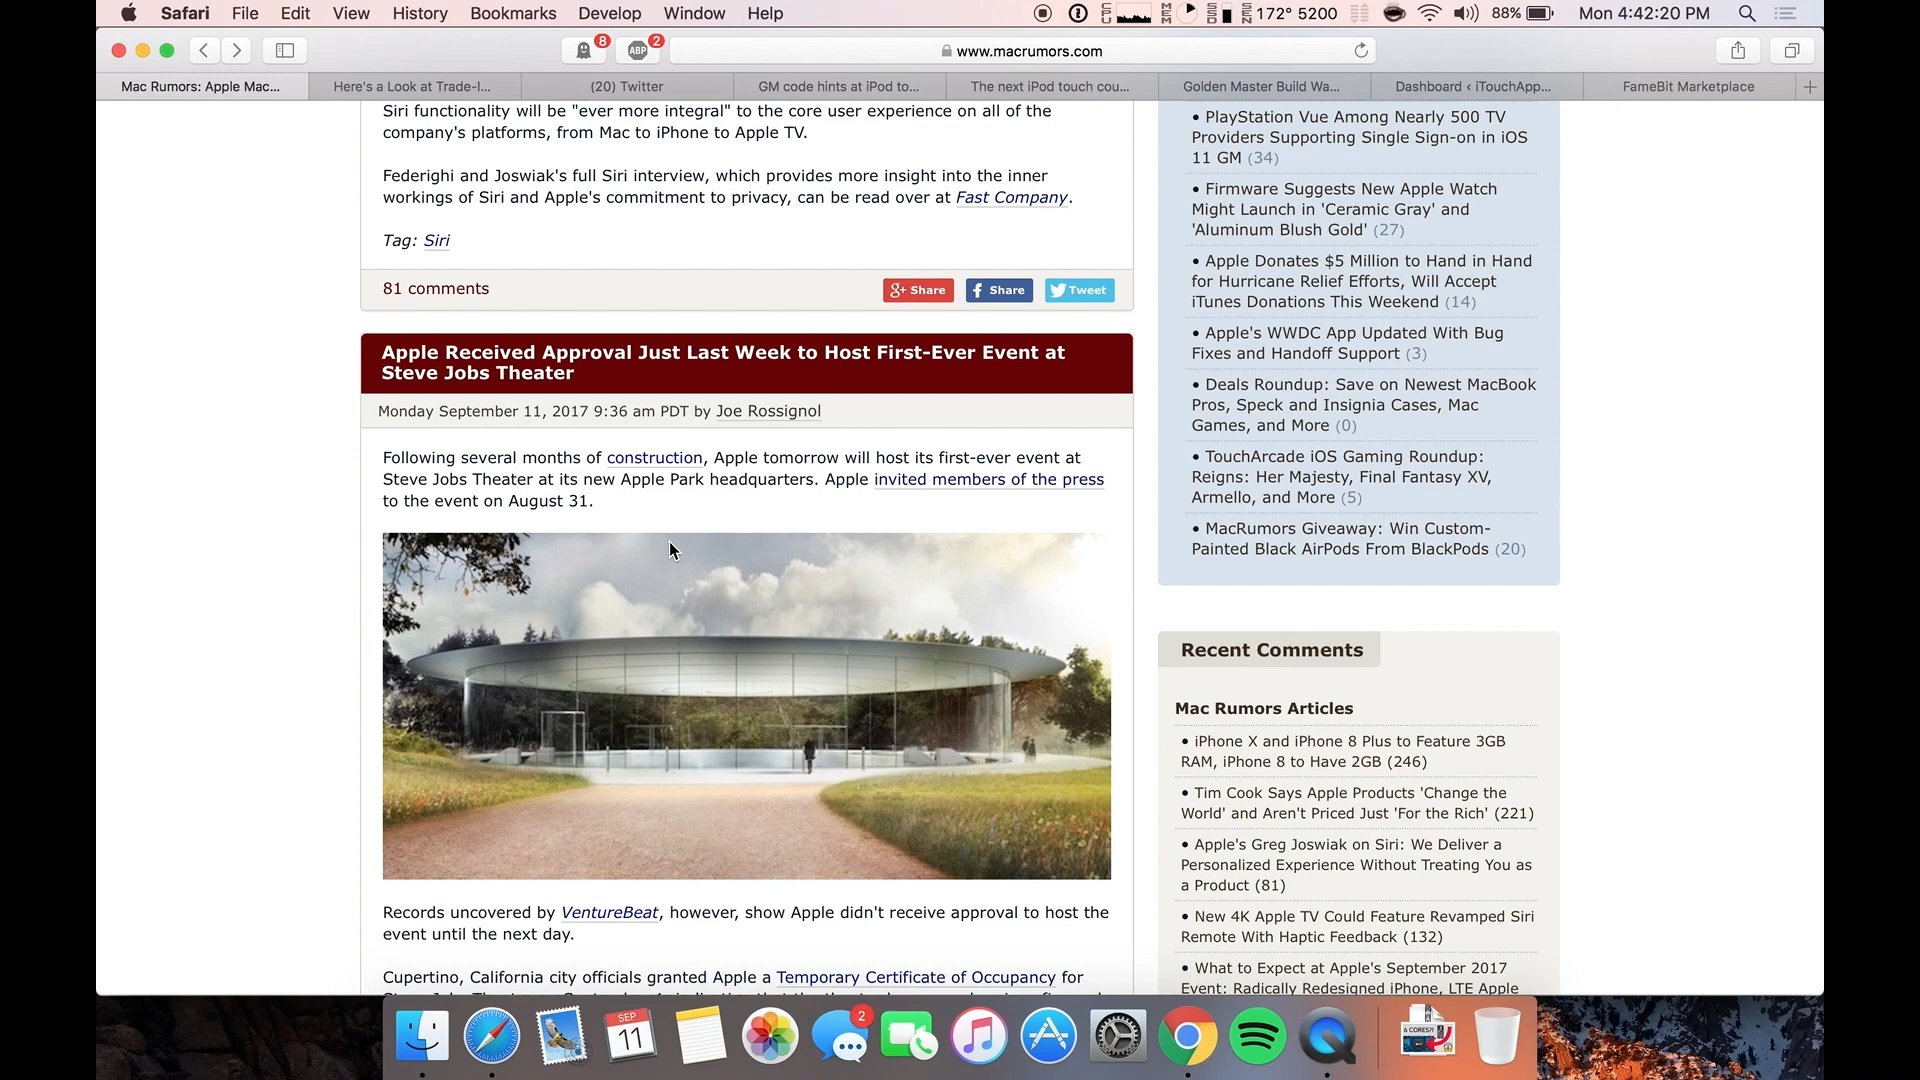 Safari File Edit View History Bookmarks Develop Window Help
172° 5200 88% Mon 4:42:20 PM
8 ABP 2 www.macrumors.com
Mac Rumors: Apple Mac... Here's a Look at Trade-I... (20) Twitter GM code hints at iPod to... The next iPod touch cou... Golden Master Build Wa... Dashboard ‹ iTouchApp... FameBit Marketplace
Siri functionality will be "ever more integral" to the core user experience on all of the
company's platforms, from Mac to iPhone to Apple TV.
Federighi and Joswiak's full Siri interview, which provides more insight into the inner
workings of Siri and Apple's commitment to privacy, can be read over at Fast Company.
Tag: Siri
81 comments
g+ Share
f Share
Tweet
Apple Received Approval Just Last Week to Host First-Ever Event at
Steve Jobs Theater
Monday September 11, 2017 9:36 am PDT by Joe Rossignol
Following several months of construction, Apple tomorrow will host its first-ever event at
Steve Jobs Theater at its new Apple Park headquarters. Apple invited members of the press
to the event on August 31.
Records uncovered by VentureBeat, however, show Apple didn't receive approval to host the
event until the next day.
Cupertino, California city officials granted Apple a Temporary Certificate of Occupancy for
• PlayStation Vue Among Nearly 500 TV
Providers Supporting Single Sign-on in iOS
11 GM (34)
• Firmware Suggests New Apple Watch
Might Launch in 'Ceramic Gray' and
'Aluminum Blush Gold' (27)
• Apple Donates $5 Million to Hand in Hand
for Hurricane Relief Efforts, Will Accept
iTunes Donations This Weekend (14)
• Apple's WWDC App Updated With Bug
Fixes and Handoff Support (3)
• Deals Roundup: Save on Newest MacBook
Pros, Speck and Insignia Cases, Mac
Games, and More (0)
• TouchArcade iOS Gaming Roundup:
Reigns: Her Majesty, Final Fantasy XV,
Armello, and More (5)
• MacRumors Giveaway: Win Custom-
Painted Black AirPods From BlackPods (20)
Recent Comments
Mac Rumors Articles
• iPhone X and iPhone 8 Plus to Feature 3GB
RAM, iPhone 8 to Have 2GB (246)
• Tim Cook Says Apple Products 'Change the
World' and Aren't Priced Just 'For the Rich' (221)
• Apple's Greg Joswiak on Siri: We Deliver a
Personalized Experience Without Treating You as
a Product (81)
• New 4K Apple TV Could Feature Revamped Siri
Remote With Haptic Feedback (132)
• What to Expect at Apple's September 2017
Event: Radically Redesigned iPhone, LTE Apple
SEP
11
2
6 CORES?!